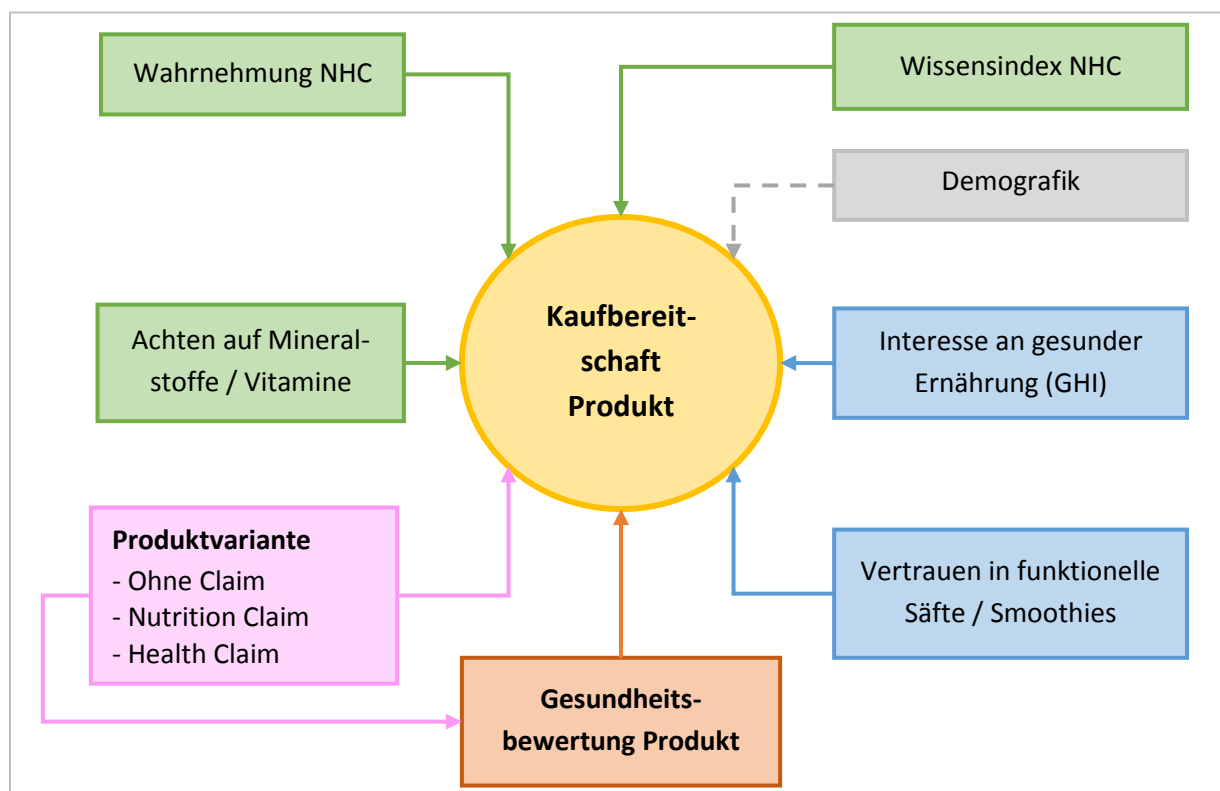 Wahrnehmung NHC
Wissensindex NHC
Demografik
Kaufbereit-
schaft
Produkt
Achten auf Mineral-
stoffe / Vitamine
Interesse an gesunder
Ernährung (GHI)
Produktvariante
- Ohne Claim
- Nutrition Claim
- Health Claim
Vertrauen in funktionelle
Säfte / Smoothies
Gesundheits-
bewertung Produkt